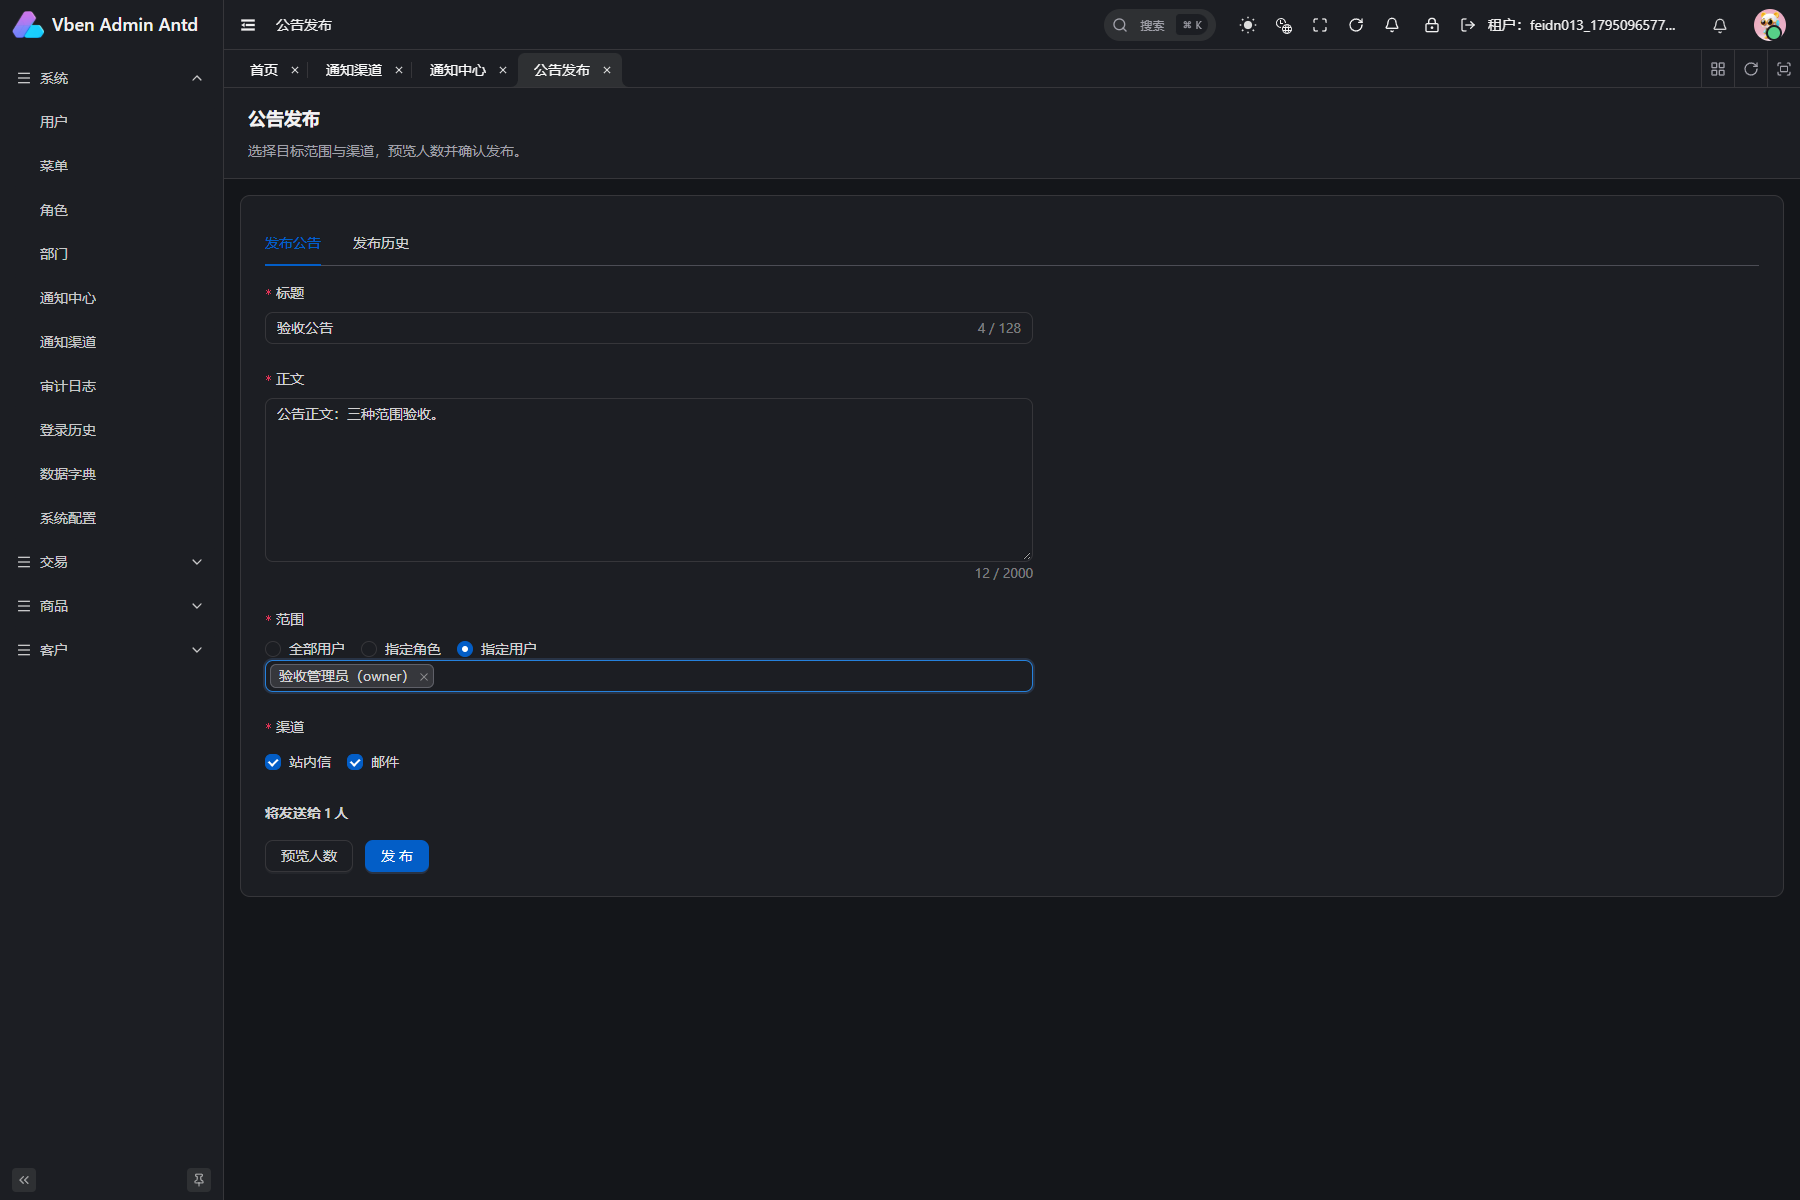 Vben Admin Antd
公告发布
搜索 ⌘ K
租户：feidn013_1795096577...
首页
通知渠道
通知中心
公告发布
系统
用户
菜单
角色
部门
通知中心
通知渠道
审计日志
登录历史
数据字典
系统配置
交易
商品
客户
公告发布
选择目标范围与渠道，预览人数并确认发布。
发布公告 发布历史
* 标题
验收公告 4 / 128
* 正文
公告正文：三种范围验收。
12 / 2000
* 范围
全部用户 指定角色 指定用户
验收管理员（owner）
* 渠道
站内信 邮件
将发送给 1 人
预览人数 发 布